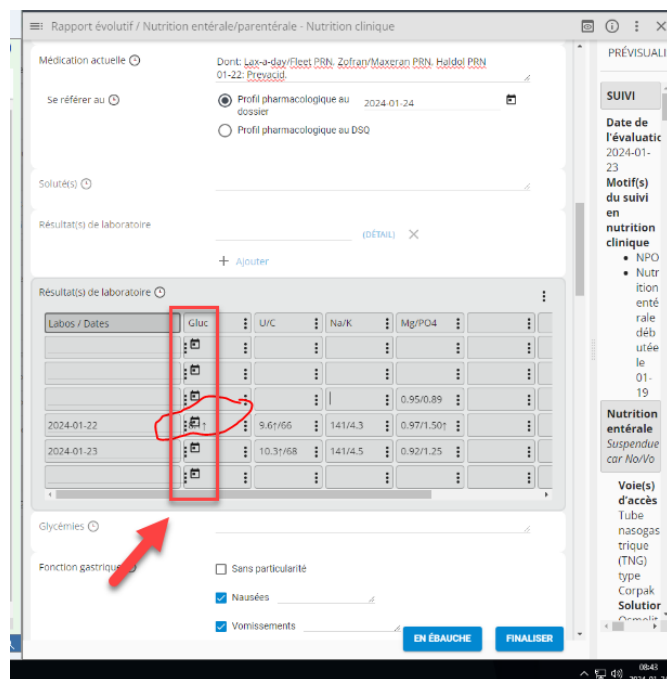 Rapport évolutif / Nutrition entérale/parentérale - Nutrition clinique
PRÉVISUALI
Médication actuelle
Dont: Lax-a-day/Fleet PRN. Zofran/Maxeran PRN. Haldol PRN
01-22: Prevacid.
Se référer au
Profil pharmacologique au dossier
2024-01-24
Profil pharmacologique au DSQ
Soluté(s)
Résultat(s) de laboratoire
(DÉTAIL)
+ Ajouter
Résultat(s) de laboratoire
Labos / Dates Gluc U/C Na/K Mg/PO4
0.95/0.89
2024-01-22 9.6↑/66 141/4.3 0.97/1.50↑
2024-01-23 10.3↑/68 141/4.5 0.92/1.25
Glycémies
Fonction gastrique
Sans particularité
Nausées
Vomissements
EN ÉBAUCHE
FINALISER
SUIVI
Date de
l'évaluatic
2024-01-
23
Motif(s)
du suivi
en
nutrition
clinique
NPO
Nutr
ition
enté
rale
déb
utée
le
01-
19
Nutrition
entérale
Suspendue
car No/Vo
Voie(s)
d'accès
Tube
nasogas
trique
(TNG)
type
Corpak
Solution
08:43